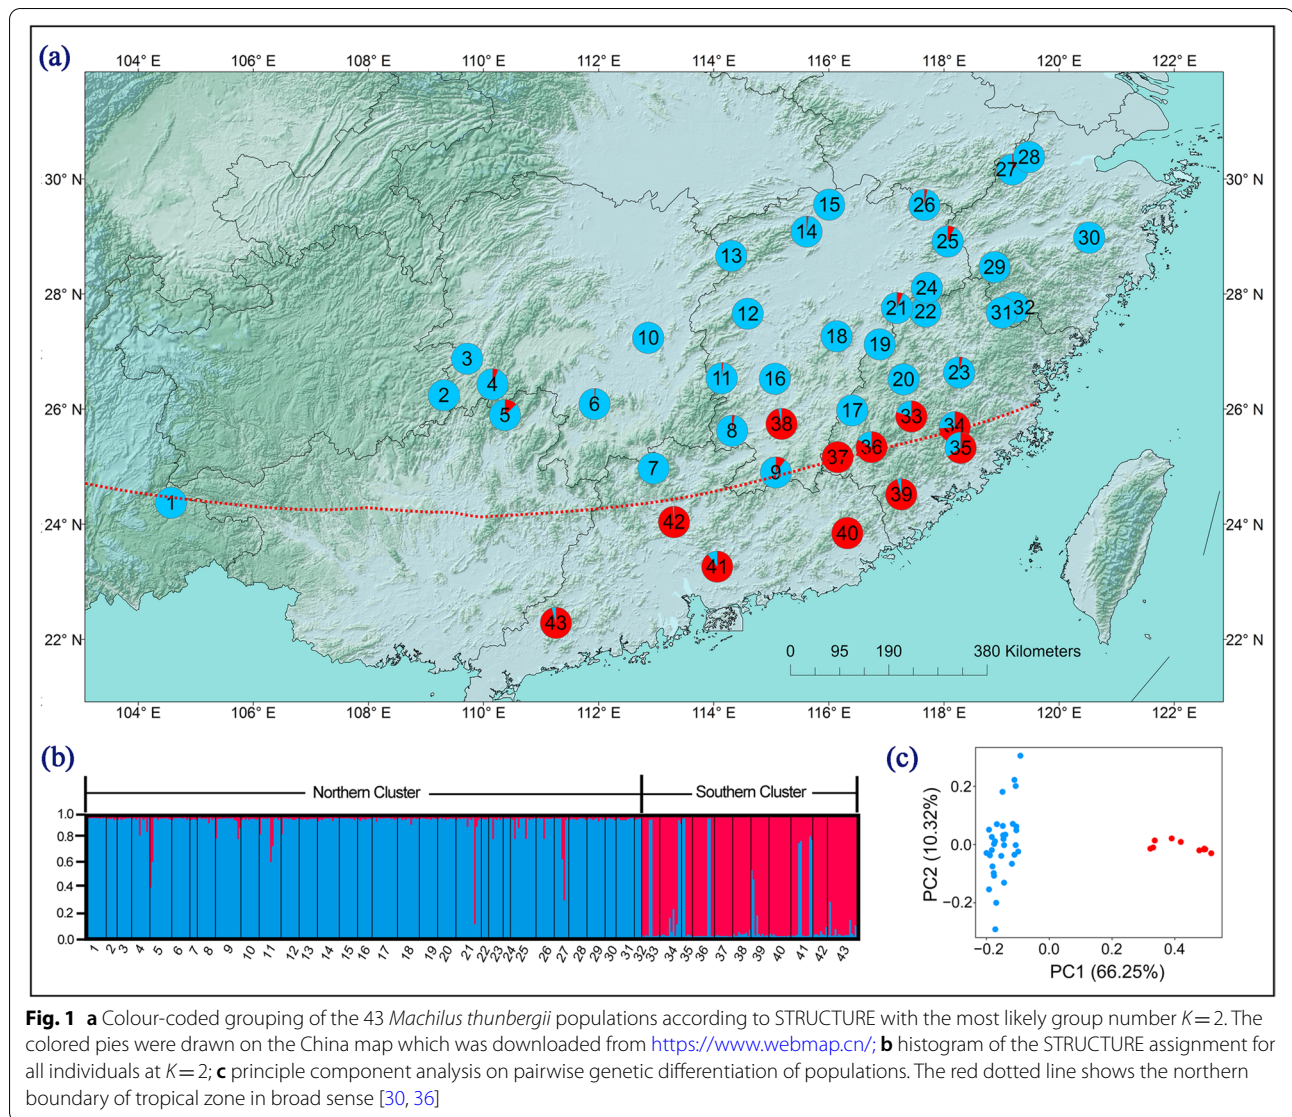 (a)
104° E 106° E 108° E 110° E 112° E 114° E 116° E 118° E 120° E 122° E
30° N 30° N
28° N 28° N
26° N 26° N
24° N 24° N
22° N 22° N
28
27
15 26
14 25 30
13 29
24
21 22 31 32
12
10 18 19
3
4 11 16 20 23
2
5 6 17 33
8 38 34
36 35
7 9 37
1 39
42 40
41
43
0 95 190 380 Kilometers
104° E 106° E 108° E 110° E 112° E 114° E 116° E 118° E 120° E 122° E
(b)
Northern Cluster Southern Cluster
1.0
0.8
0.6
0.4
0.2
0.0
1 2 3 4 5 6 7 8 9 10 11 12 13 14 15 16 17 18 19 20 21 22 23 24 25 26 27 28 29 30 31 32 33 34 35 36 37 38 39 40 41 42 43
(c)
PC2 (10.32%)
0.2
0.0
−0.2
−0.2 0.0 0.2 0.4
PC1 (66.25%)
Fig. 1 a Colour-coded grouping of the 43 Machilus thunbergii populations according to STRUCTURE with the most likely group number K = 2. The
colored pies were drawn on the China map which was downloaded from https://www.webmap.cn/; b histogram of the STRUCTURE assignment for
all individuals at K = 2; c principle component analysis on pairwise genetic differentiation of populations. The red dotted line shows the northern
boundary of tropical zone in broad sense [30, 36]